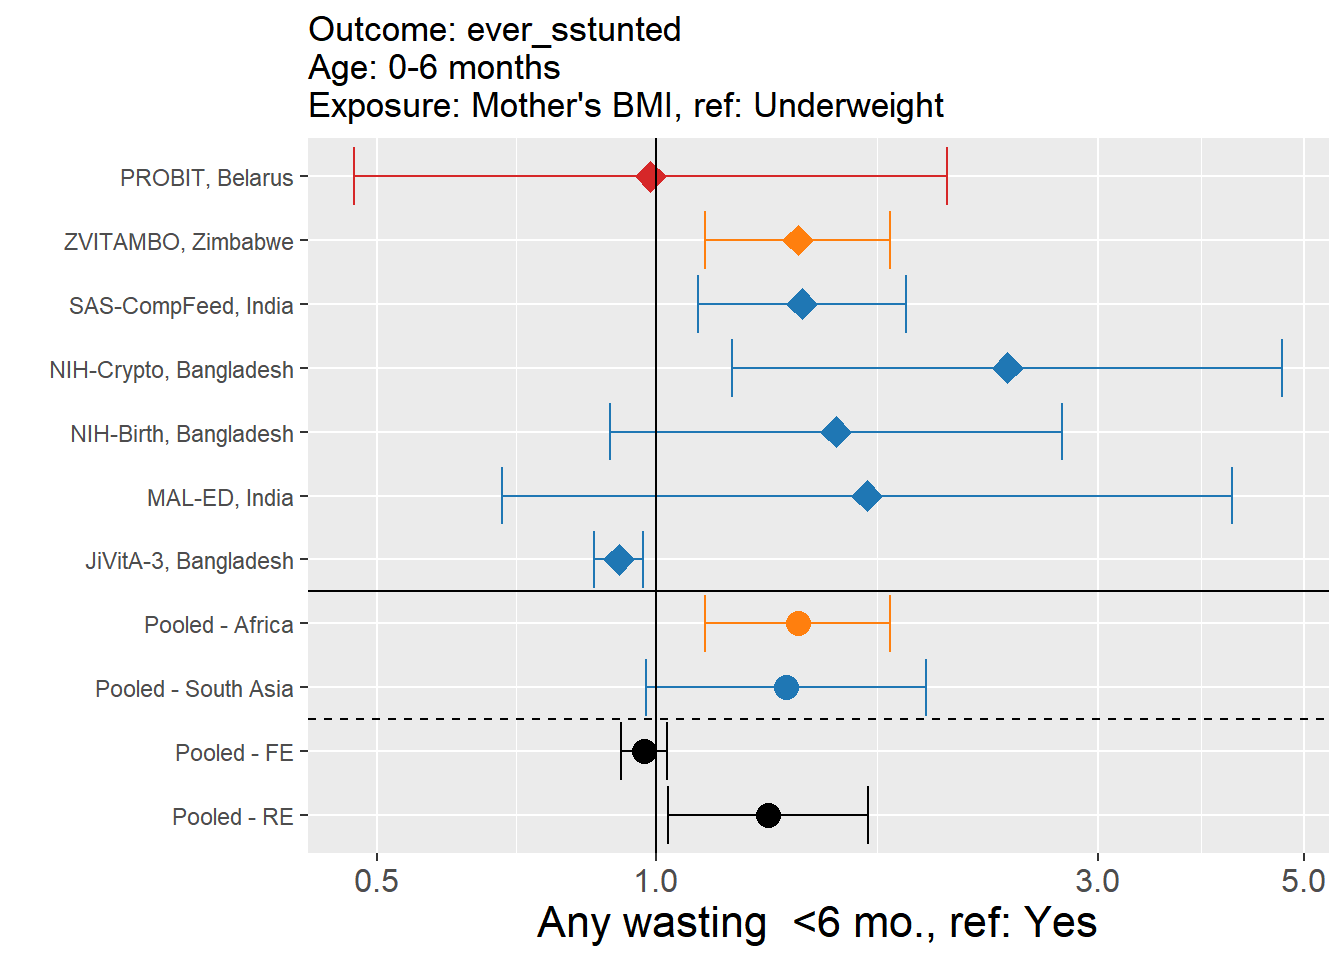 Outcome: ever_sstunted
Age: 0-6 months
Exposure: Mother's BMI, ref: Underweight
PROBIT, Belarus
ZVITAMBO, Zimbabwe
SAS-CompFeed, India
NIH-Crypto, Bangladesh
NIH-Birth, Bangladesh
MAL-ED, India
JiVitA-3, Bangladesh
Pooled - Africa
Pooled - South Asia
Pooled - FE
Pooled - RE
0.5 1.0 3.0 5.0
Any wasting  <6 mo., ref: Yes